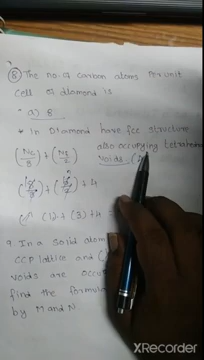 ⑧ The no. of carbon atoms Per unit
cell of diamond is
a) 8
* In Diamond have fcc structure
also occupying tetrahedral
voids. (
(Nc/8) + (Nf/2)
(8/8) + (6/2) + 4
(1) + (3) + 4 =
9. In a Solid atom
CCP lattice and
voids are occu
find the formula
by M and N.
XRecorder